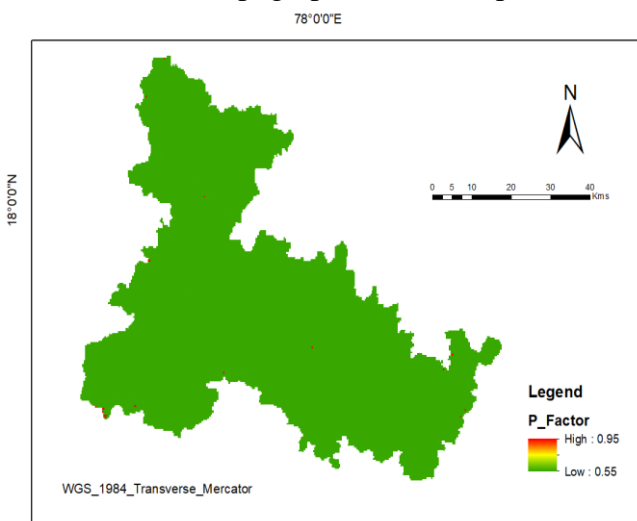 78°0'0"E
N
0 5 10 20 30 40
Kms
18°0'0"N
Legend
P_Factor
High : 0.95
Low : 0.55
WGS_1984_Transverse_Mercator